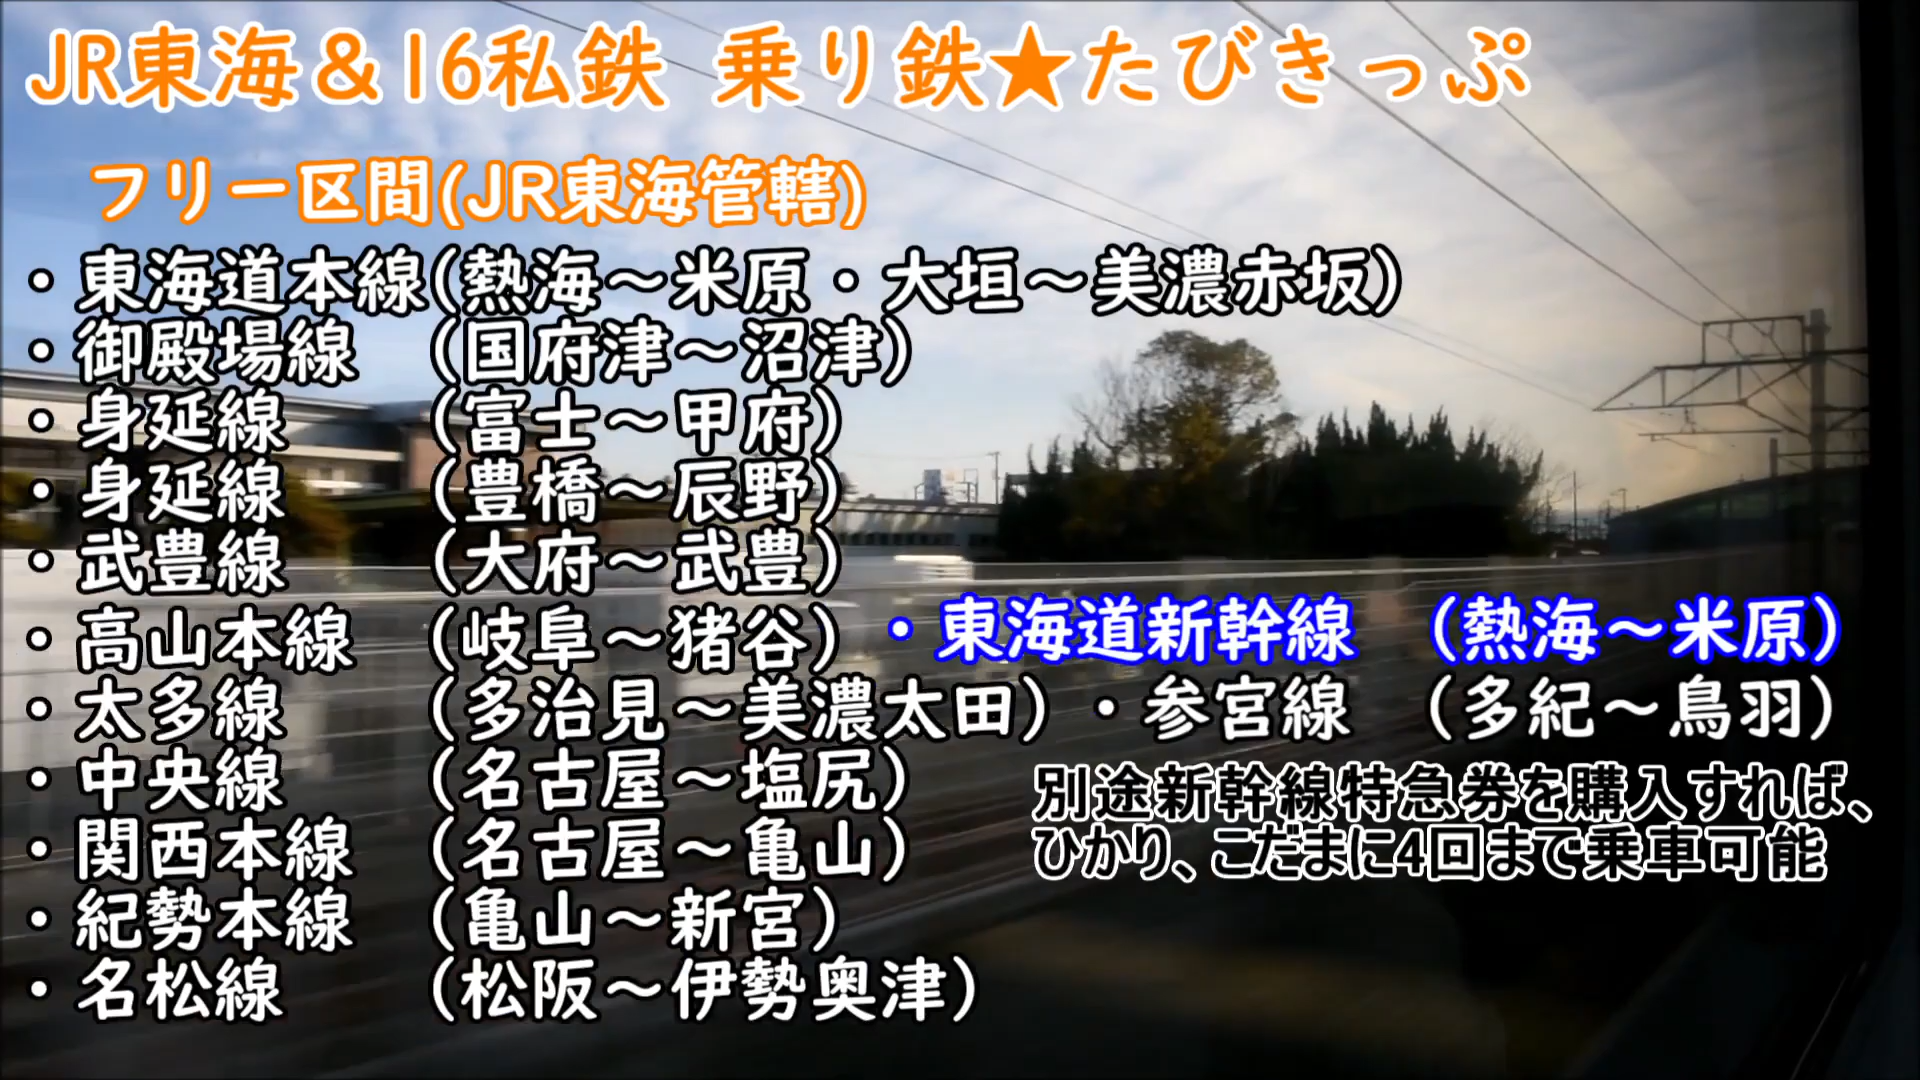 JR東海&16私鉄 乗り鉄★たびきっぷ
フリー区間(JR東海管轄)
・東海道本線(熱海～米原・大垣～美濃赤坂)
・御殿場線 (国府津～沼津)
・身延線 (富士～甲府)
・身延線 (豊橋～辰野)
・武豊線 (大府～武豊)
・高山本線 (岐阜～猪谷)
・太多線 (多治見～美濃太田)
・中央線 (名古屋～塩尻)
・関西本線 (名古屋～亀山)
・紀勢本線 (亀山～新宮)
・名松線 (松阪～伊勢奥津)
・東海道新幹線 (熱海～米原)
・参宮線 (多紀～鳥羽)
別途新幹線特急券を購入すれば、
ひかり、こだまに4回まで乗車可能